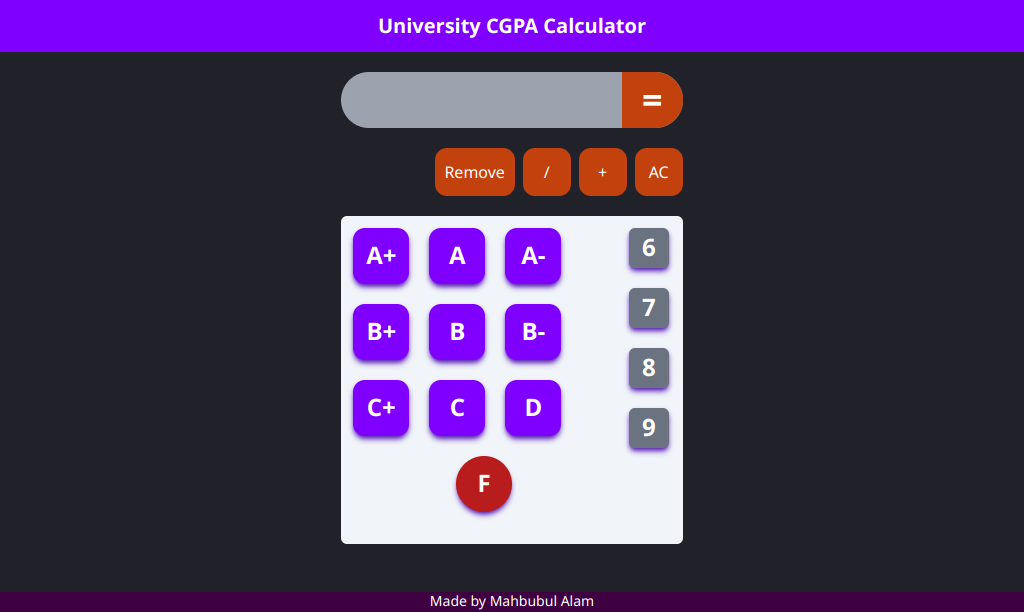 University CGPA Calculator
=
Remove / + AC
A+ A A- 6
7
B+ B B- 8
C+ C D 9
F
Made by Mahbubul Alam